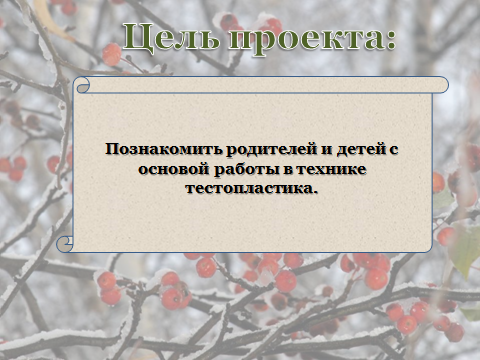 Цель проекта:
Познакомить родителей и детей с
основой работы в технике
тестопластика.